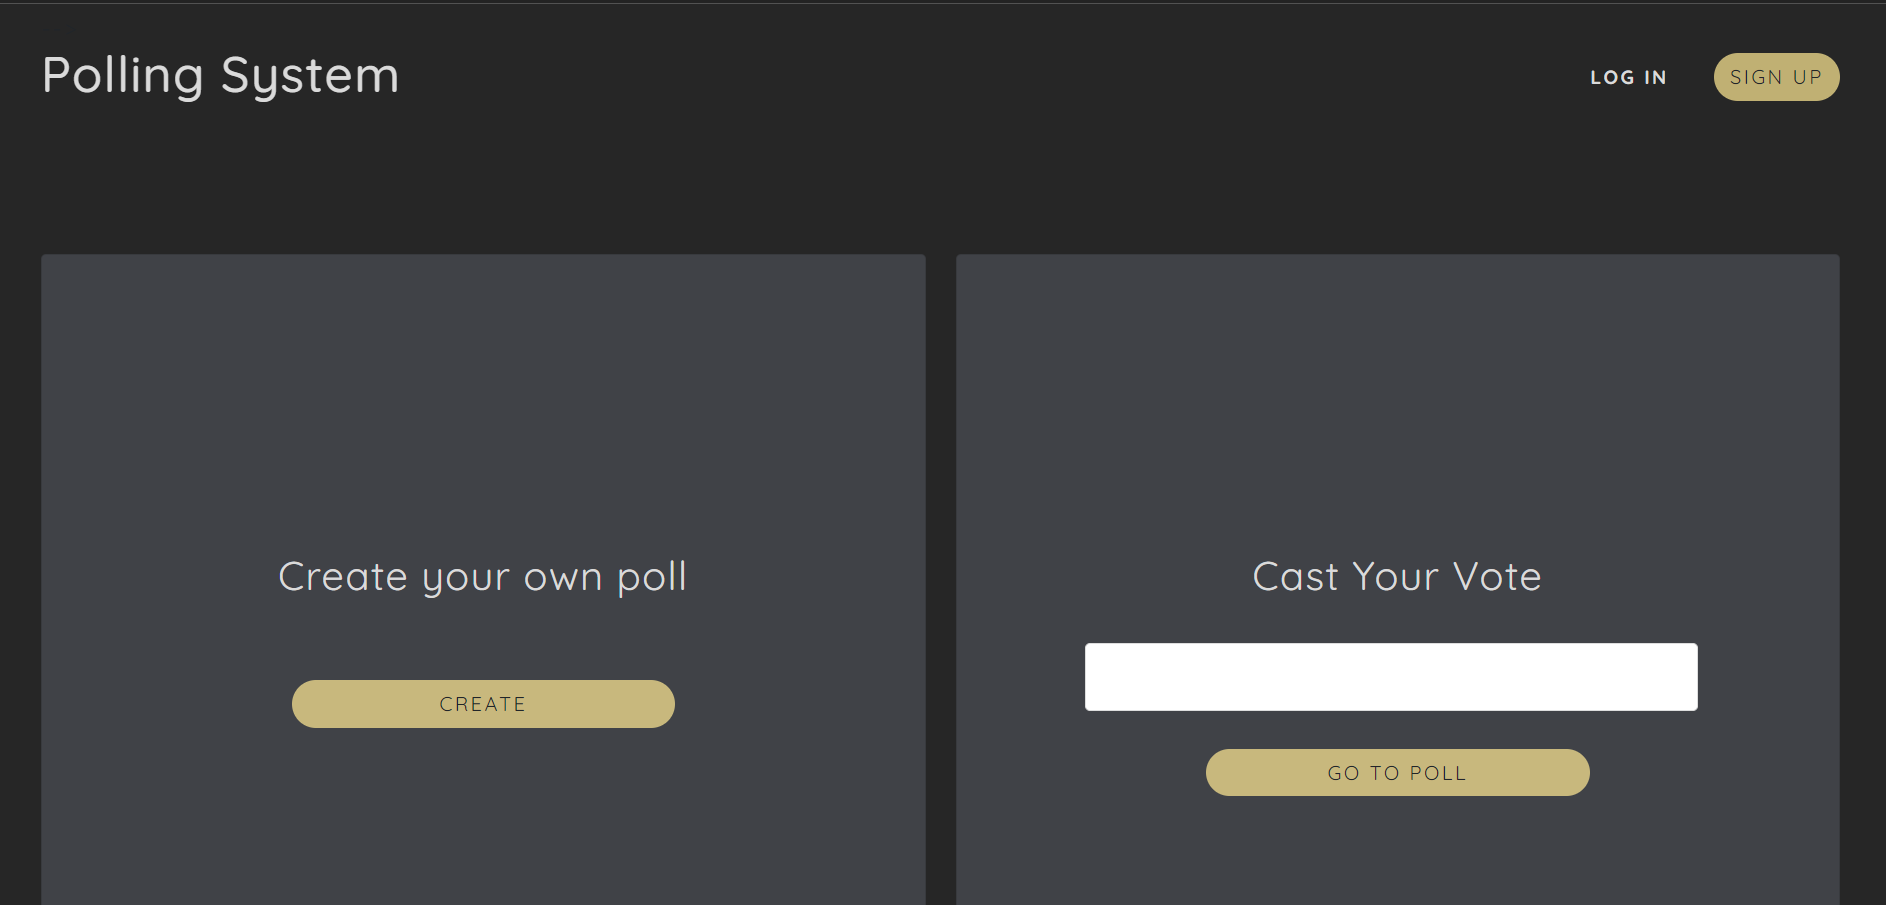 Polling System
LOG IN
SIGN UP
Create your own poll
CREATE
Cast Your Vote
GO TO POLL